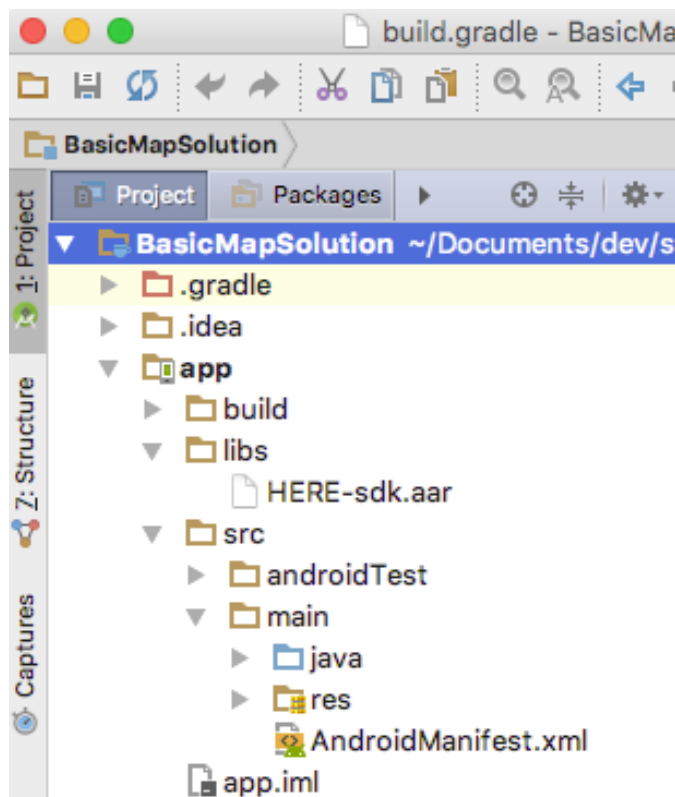 build.gradle - BasicMa
BasicMapSolution
Project Packages
1: Project
7: Structure
Captures
BasicMapSolution ~/Documents/dev/s
.gradle
.idea
app
build
libs
HERE-sdk.aar
src
androidTest
main
java
res
AndroidManifest.xml
app.iml